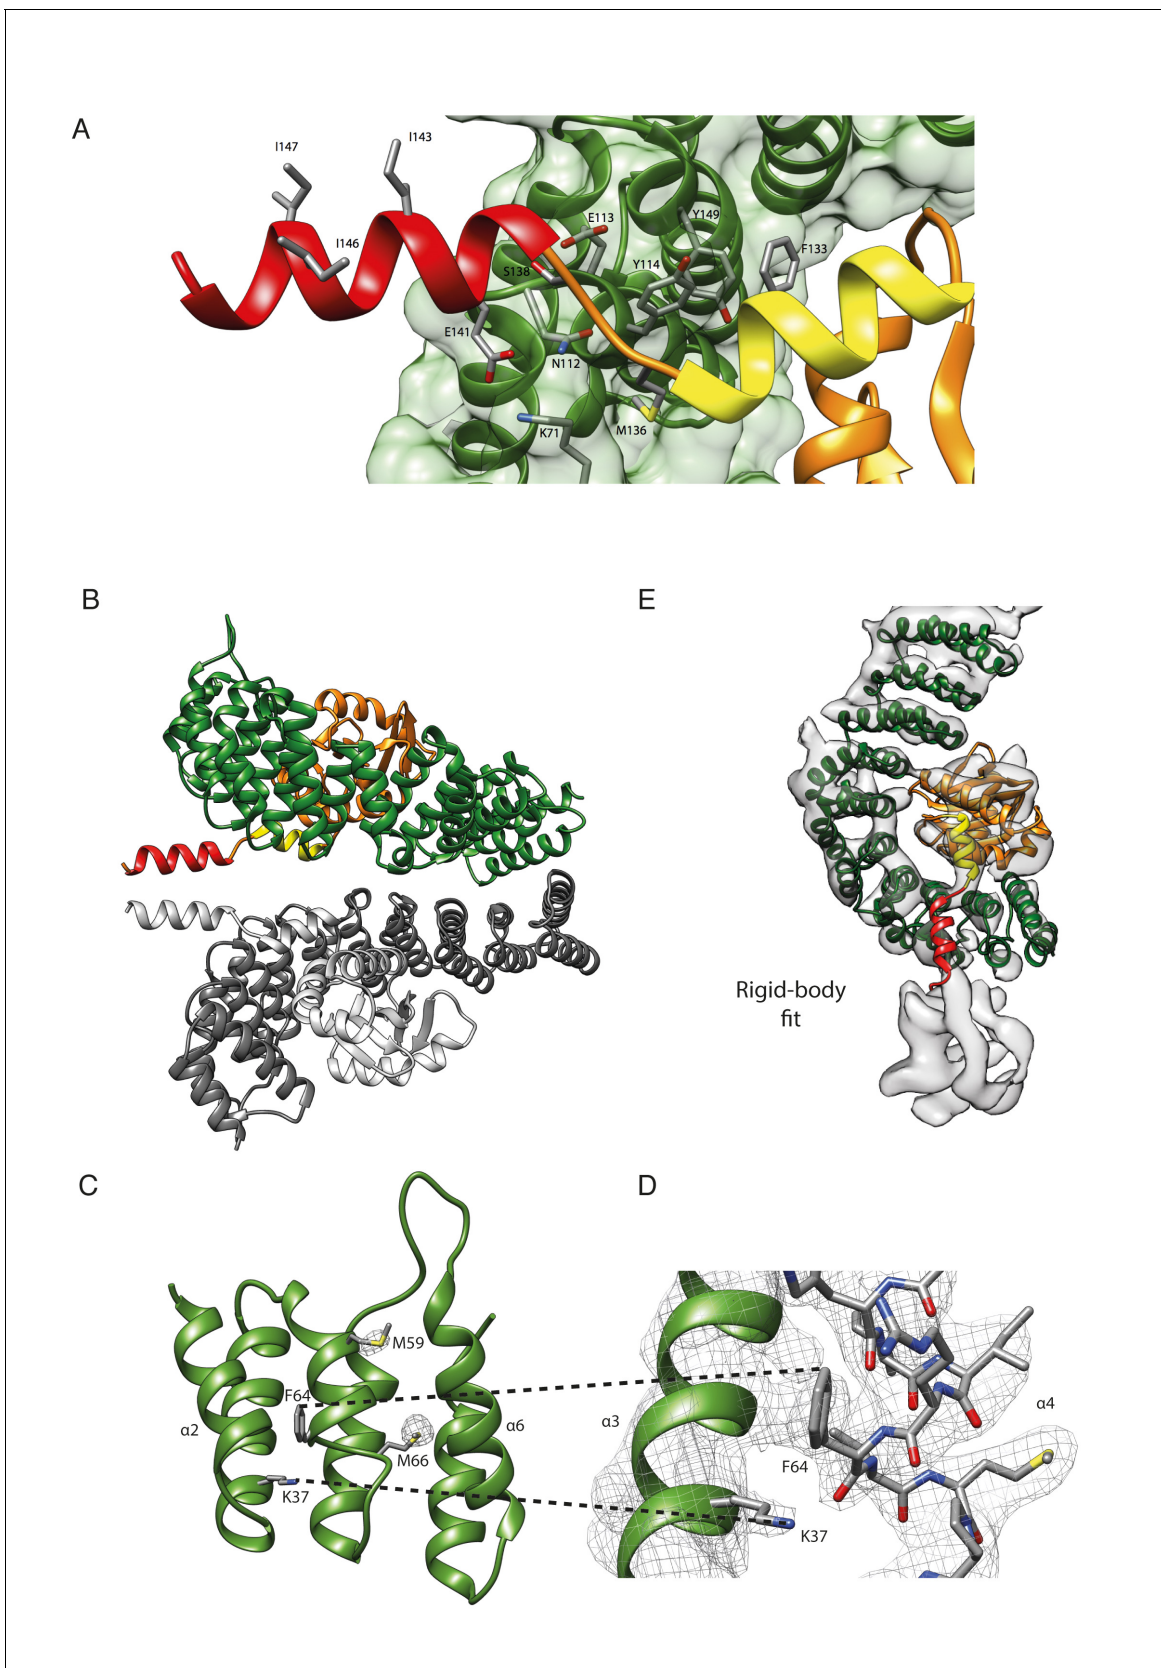 A
I147
I143
I146
E113
Y149
S138
Y114
F133
E141
N112
K71
M136
B
E
Rigid-body
fit
C
D
M59
F64
α2
α6
M66
K37
α3
α4
F64
K37